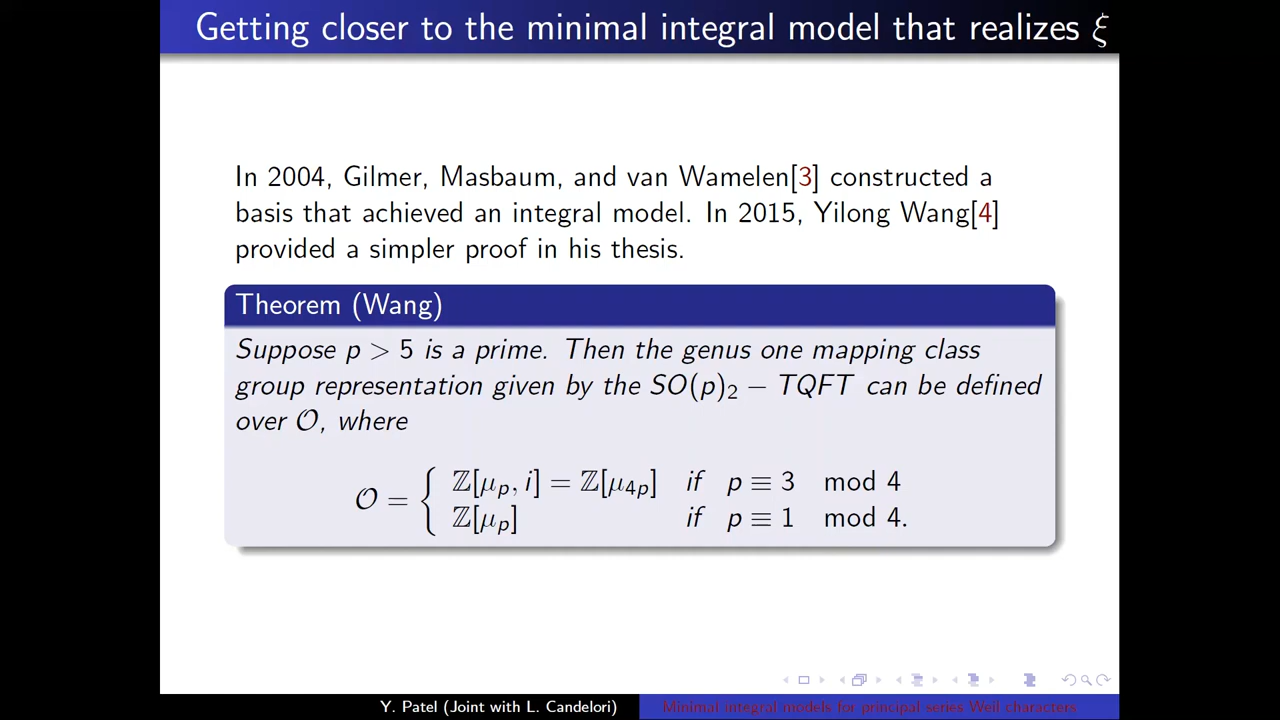 Getting closer to the minimal integral model that realizes ξ
In 2004, Gilmer, Masbaum, and van Wamelen[3] constructed a
basis that achieved an integral model. In 2015, Yilong Wang[4]
provided a simpler proof in his thesis.
Theorem (Wang)
Suppose p > 5 is a prime. Then the genus one mapping class
group representation given by the SO(p)₂ − TQFT can be defined
over 𝒪, where
𝒪 = { ℤ[μₚ, i] = ℤ[μ₄ₚ] if p ≡ 3 mod 4
ℤ[μₚ] if p ≡ 1 mod 4.
Y. Patel (Joint with L. Candelori) Minimal integral models for principal series Weil characters